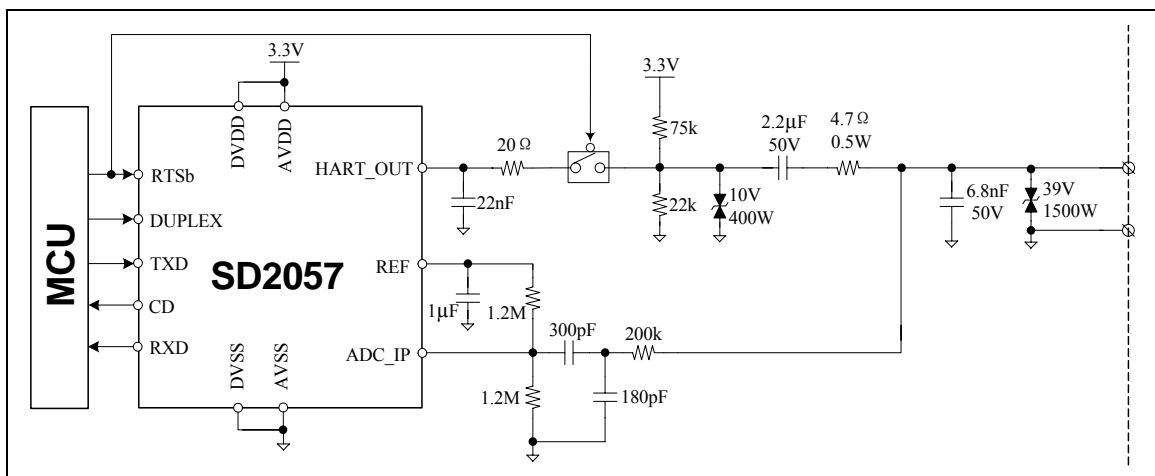 3.3V
MCU
SD2057
DVDD
AVDD
RTSb
DUPLEX
TXD
CD
RXD
DVSS
AVSS
HART_OUT
REF
ADC_IP
20Ω
22nF
3.3V
75k
22k
10V
400W
2.2μF
50V
4.7Ω
0.5W
6.8nF
50V
39V
1500W
1μF
1.2M
300pF
200k
1.2M
180pF